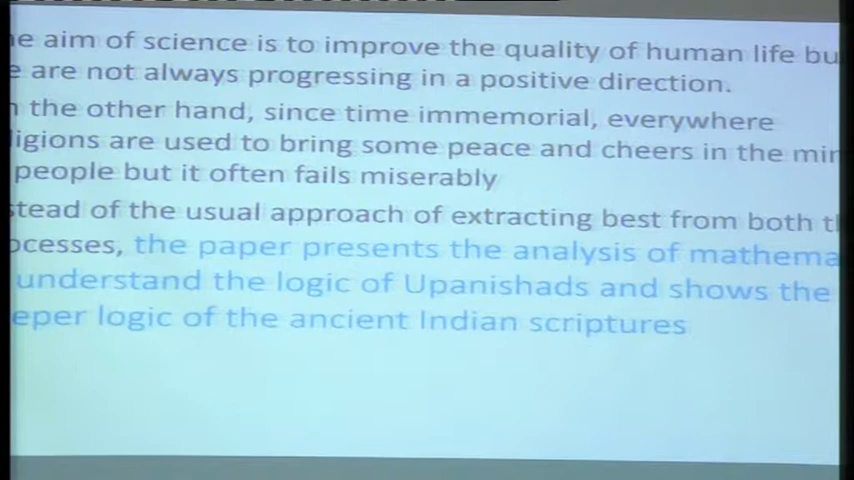 he aim of science is to improve the quality of human life bu
e are not always progressing in a positive direction.
n the other hand, since time immemorial, everywhere
ligions are used to bring some peace and cheers in the min
people but it often fails miserably
stead of the usual approach of extracting best from both th
ocesses, the paper presents the analysis of mathema
understand the logic of Upanishads and shows the
eper logic of the ancient Indian scriptures